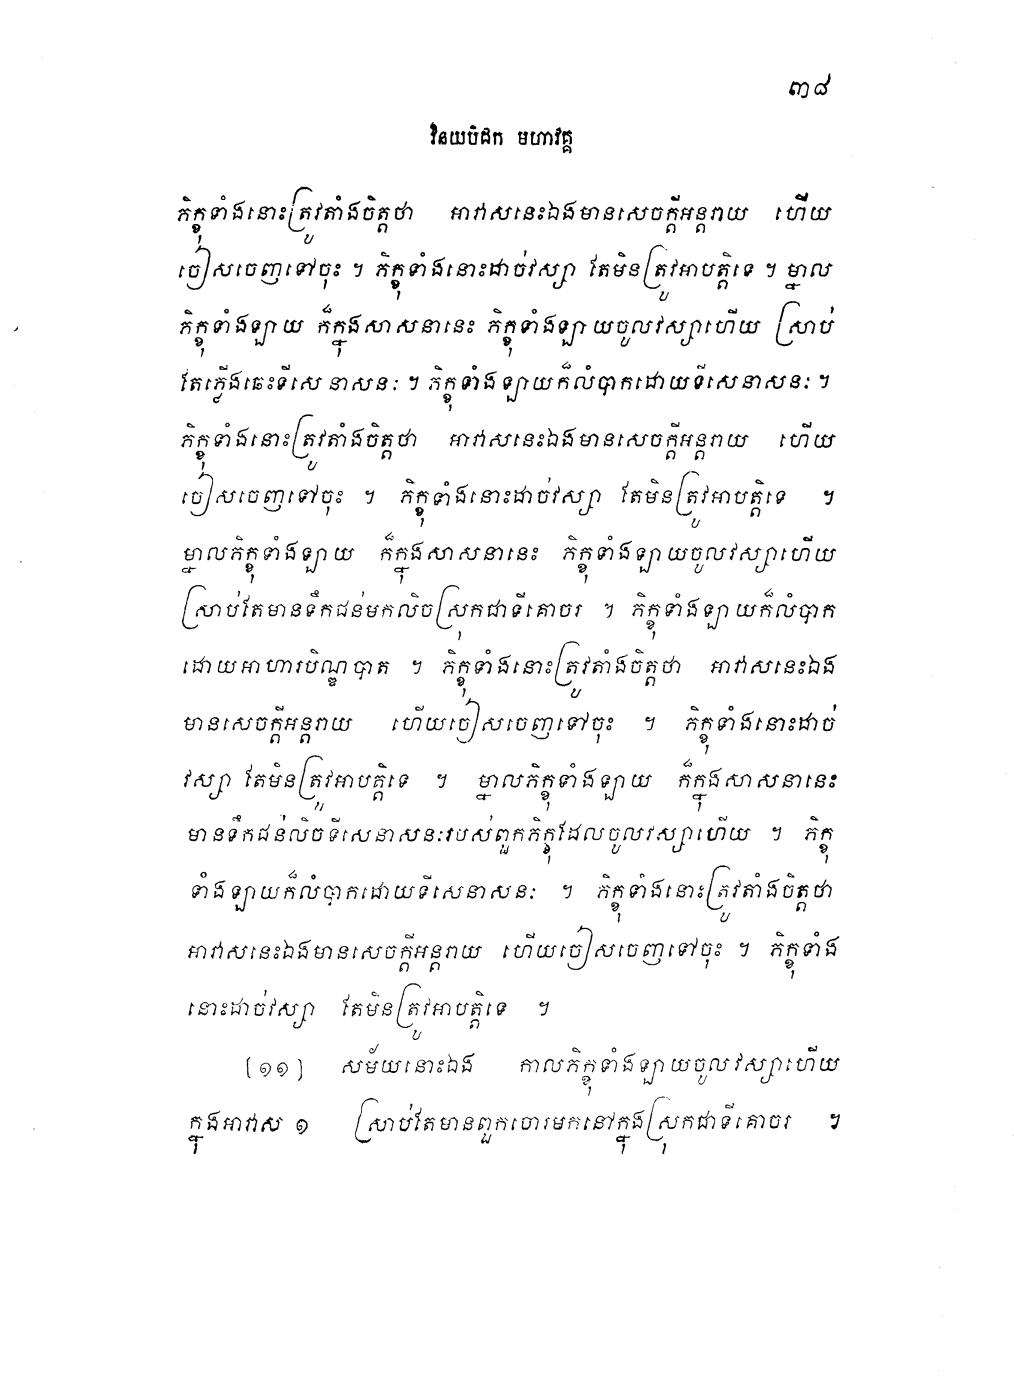 ៣៨
វិនយបិដក មហាវគ្គ
ភិក្ខុទាំងនោះត្រូវតាំងចិត្តថា អាវាសនេះឯងមានសេចក្តីអន្តរាយ ហើយ
ចៀសចេញទៅចុះ ។ ភិក្ខុទាំងនោះដាច់វស្សា តែមិនត្រូវអាបត្តិទេ ។ ម្នាល
ភិក្ខុទាំងឡាយ ក៏ក្នុងសាសនានេះ ភិក្ខុទាំងឡាយចូលវស្សាហើយ ស្រាប់
តែភ្លើងឆេះទីសេនាសនៈ ។ ភិក្ខុទាំងឡាយក៏លំបាកដោយទីសេនាសនៈ ។
ភិក្ខុទាំងនោះត្រូវតាំងចិត្តថា អាវាសនេះឯងមានសេចក្តីអន្តរាយ ហើយ
ចៀសចេញទៅចុះ ។ ភិក្ខុទាំងនោះដាច់វស្សា តែមិនត្រូវអាបត្តិទេ ។
ម្នាលភិក្ខុទាំងឡាយ ក៏ក្នុងសាសនានេះ ភិក្ខុទាំងឡាយចូលវស្សាហើយ
ស្រាប់តែមានទឹកជន់មកលិចស្រុកជាទីគោចរ ។ ភិក្ខុទាំងឡាយក៏លំបាក
ដោយអាហារបិណ្ឌបាត ។ ភិក្ខុទាំងនោះត្រូវតាំងចិត្តថា អាវាសនេះឯង
មានសេចក្តីអន្តរាយ ហើយចៀសចេញទៅចុះ ។ ភិក្ខុទាំងនោះដាច់
វស្សា តែមិនត្រូវអាបត្តិទេ ។ ម្នាលភិក្ខុទាំងឡាយ ក៏ក្នុងសាសនានេះ
មានទឹកជន់លិចទីសេនាសនៈរបស់ពួកភិក្ខុដែលចូលវស្សាហើយ ។ ភិក្ខុ
ទាំងឡាយក៏លំបាកដោយទីសេនាសនៈ ។ ភិក្ខុទាំងនោះត្រូវតាំងចិត្តថា
អាវាសនេះឯងមានសេចក្តីអន្តរាយ ហើយចៀសចេញទៅចុះ ។ ភិក្ខុទាំង
នោះដាច់វស្សា តែមិនត្រូវអាបត្តិទេ ។
[១១] សម័យនោះឯង កាលភិក្ខុទាំងឡាយចូលវស្សាហើយ
ក្នុងអាវាស ១ ស្រាប់តែមានពួកចោរមកនៅក្នុងស្រុកជាទីគោចរ ។